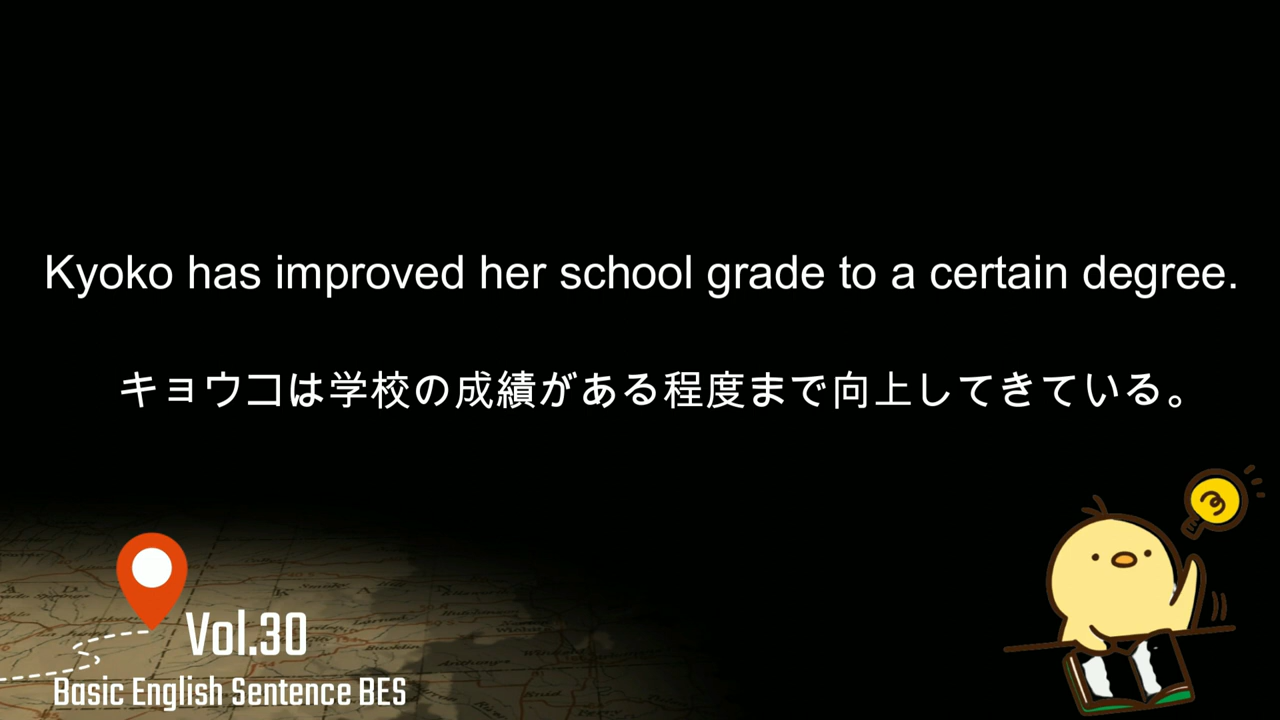 Kyoko has improved her school grade to a certain degree.
キョウコは学校の成績がある程度まで向上してきている。
Vol.30
Basic English Sentence BES